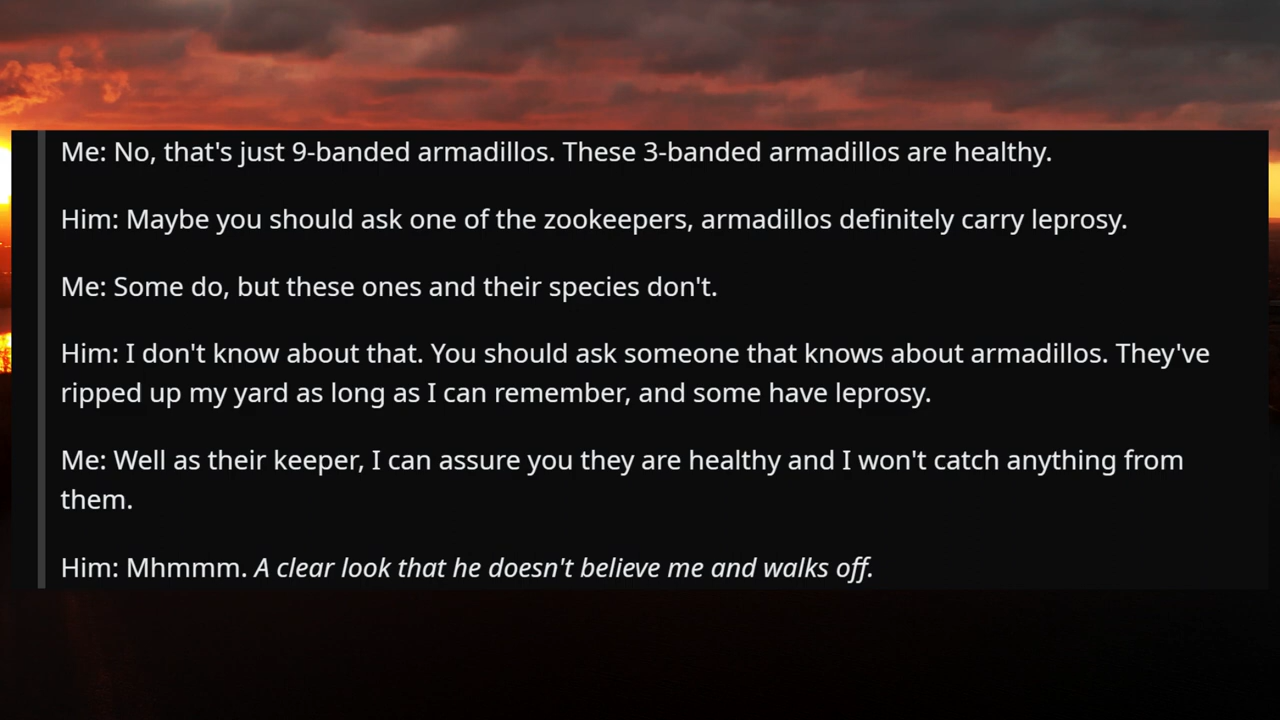 Me: No, that's just 9-banded armadillos. These 3-banded armadillos are healthy.
Him: Maybe you should ask one of the zookeepers, armadillos definitely carry leprosy.
Me: Some do, but these ones and their species don't.
Him: I don't know about that. You should ask someone that knows about armadillos. They've
ripped up my yard as long as I can remember, and some have leprosy.
Me: Well as their keeper, I can assure you they are healthy and I won't catch anything from
them.
Him: Mhmmm. A clear look that he doesn't believe me and walks off.